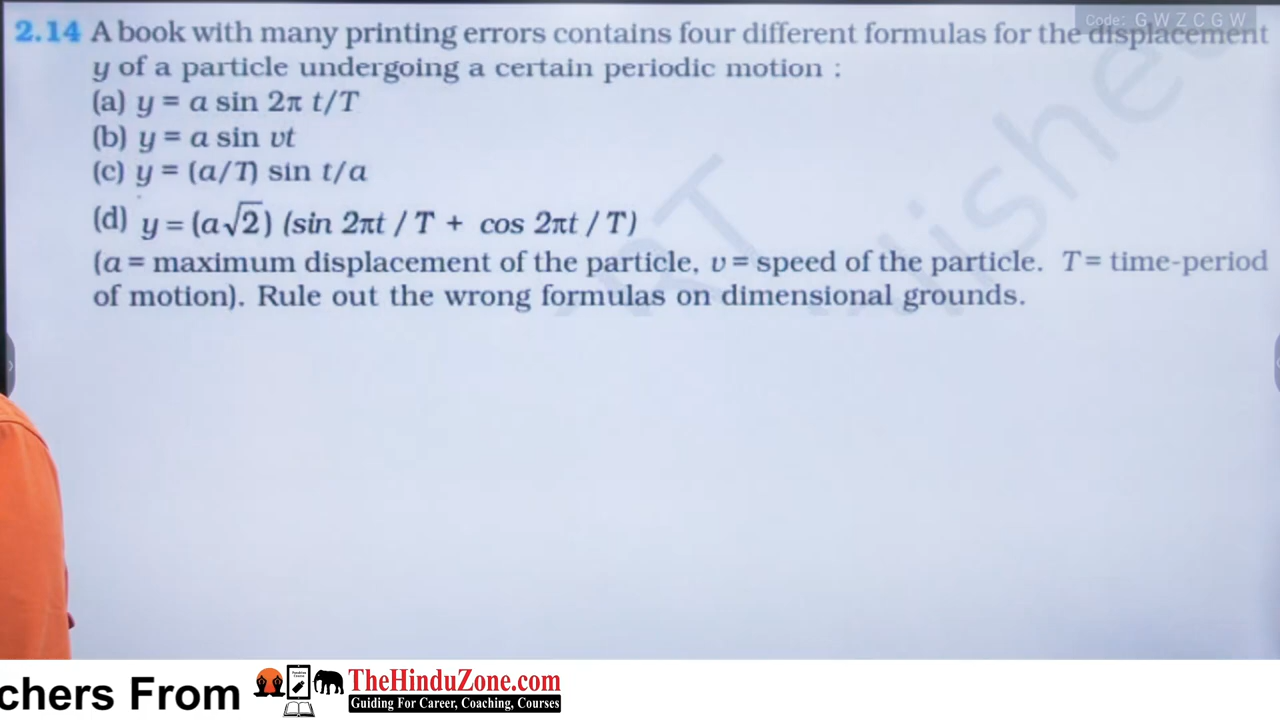 Code: G W Z C G W
2.14 A book with many printing errors contains four different formulas for the displacement
y of a particle undergoing a certain periodic motion :
(a) y = a sin 2π t/T
(b) y = a sin vt
(c) y = (a/T) sin t/a
(d) y = (a√2) (sin 2πt / T + cos 2πt / T)
(a = maximum displacement of the particle, v = speed of the particle. T = time-period
of motion). Rule out the wrong formulas on dimensional grounds.
chers From
TheHinduZone.com
Guiding For Career, Coaching, Courses